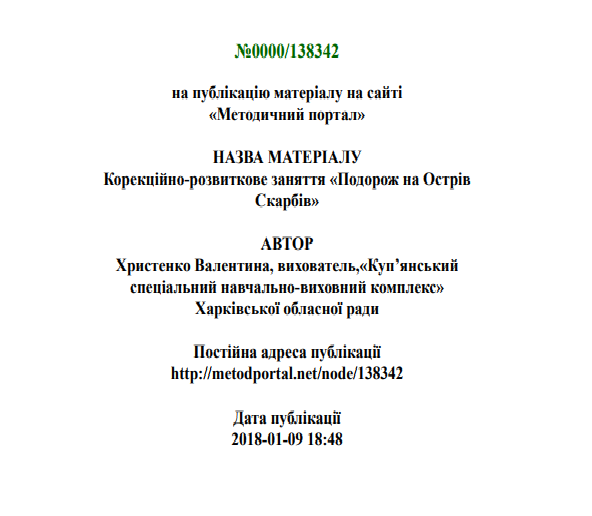 №0000/138342
на публікацію матеріалу на сайті
«Методичний портал»
НАЗВА МАТЕРІАЛУ
Корекційно-розвиткове заняття «Подорож на Острів
Скарбів»
АВТОР
Христенко Валентина, вихователь,«Куп’янський
спеціальний навчально-виховний комплекс»
Харківської обласної ради
Постійна адреса публікації
http://metodportal.net/node/138342
Дата публікації
2018-01-09 18:48